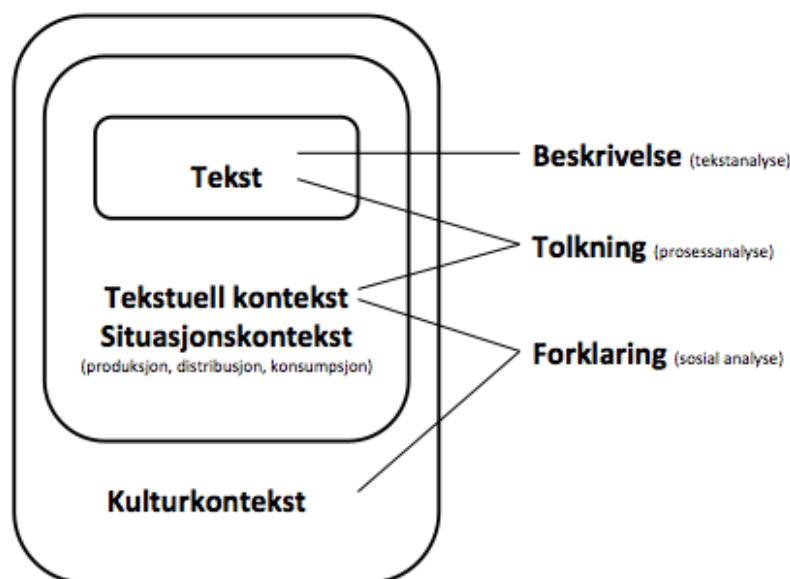 Tekst
Beskrivelse (tekstanalyse)
Tolkning (prosessanalyse)
Tekstuell kontekst
Situasjonskontekst
(produksjon, distribusjon, konsumpsjon)
Forklaring (sosial analyse)
Kulturkontekst